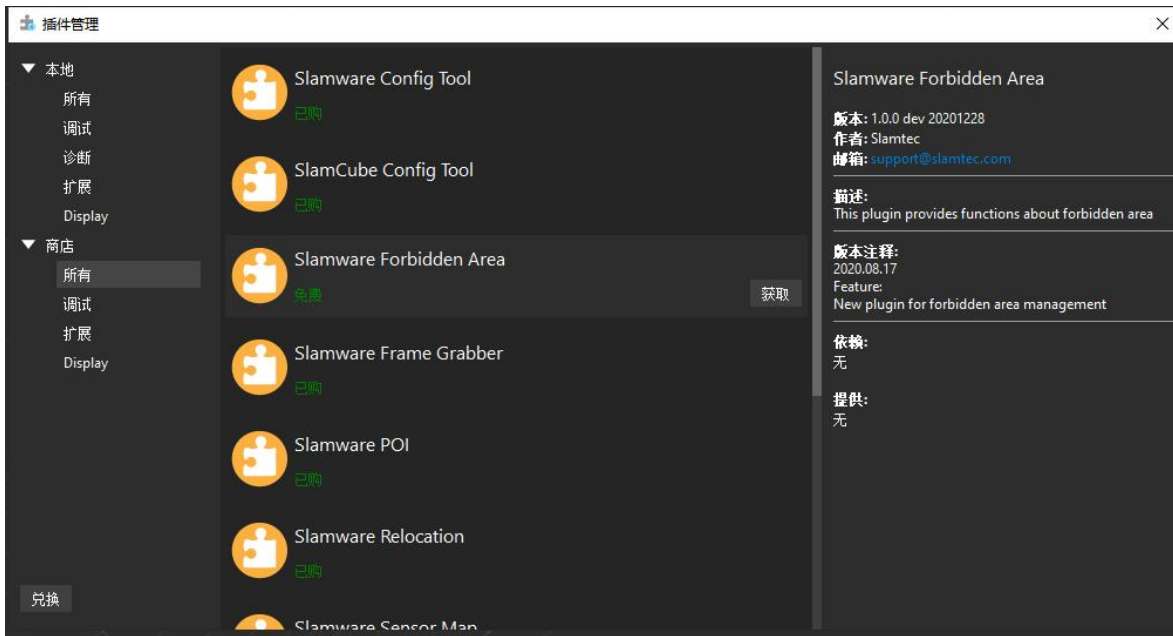 插件管理
本地
所有
调试
诊断
扩展
Display
商店
所有
调试
扩展
Display
兑换
Slamware Config Tool
已购
SlamCube Config Tool
已购
Slamware Forbidden Area
免费
获取
Slamware Frame Grabber
已购
Slamware POI
已购
Slamware Relocation
已购
Slamware Sensor Map
Slamware Forbidden Area
版本: 1.0.0 dev 20201228
作者: Slamtec
邮箱: support@slamtec.com
描述:
This plugin provides functions about forbidden area
版本注释:
2020.08.17
Feature:
New plugin for forbidden area management
依赖:
无
提供:
无